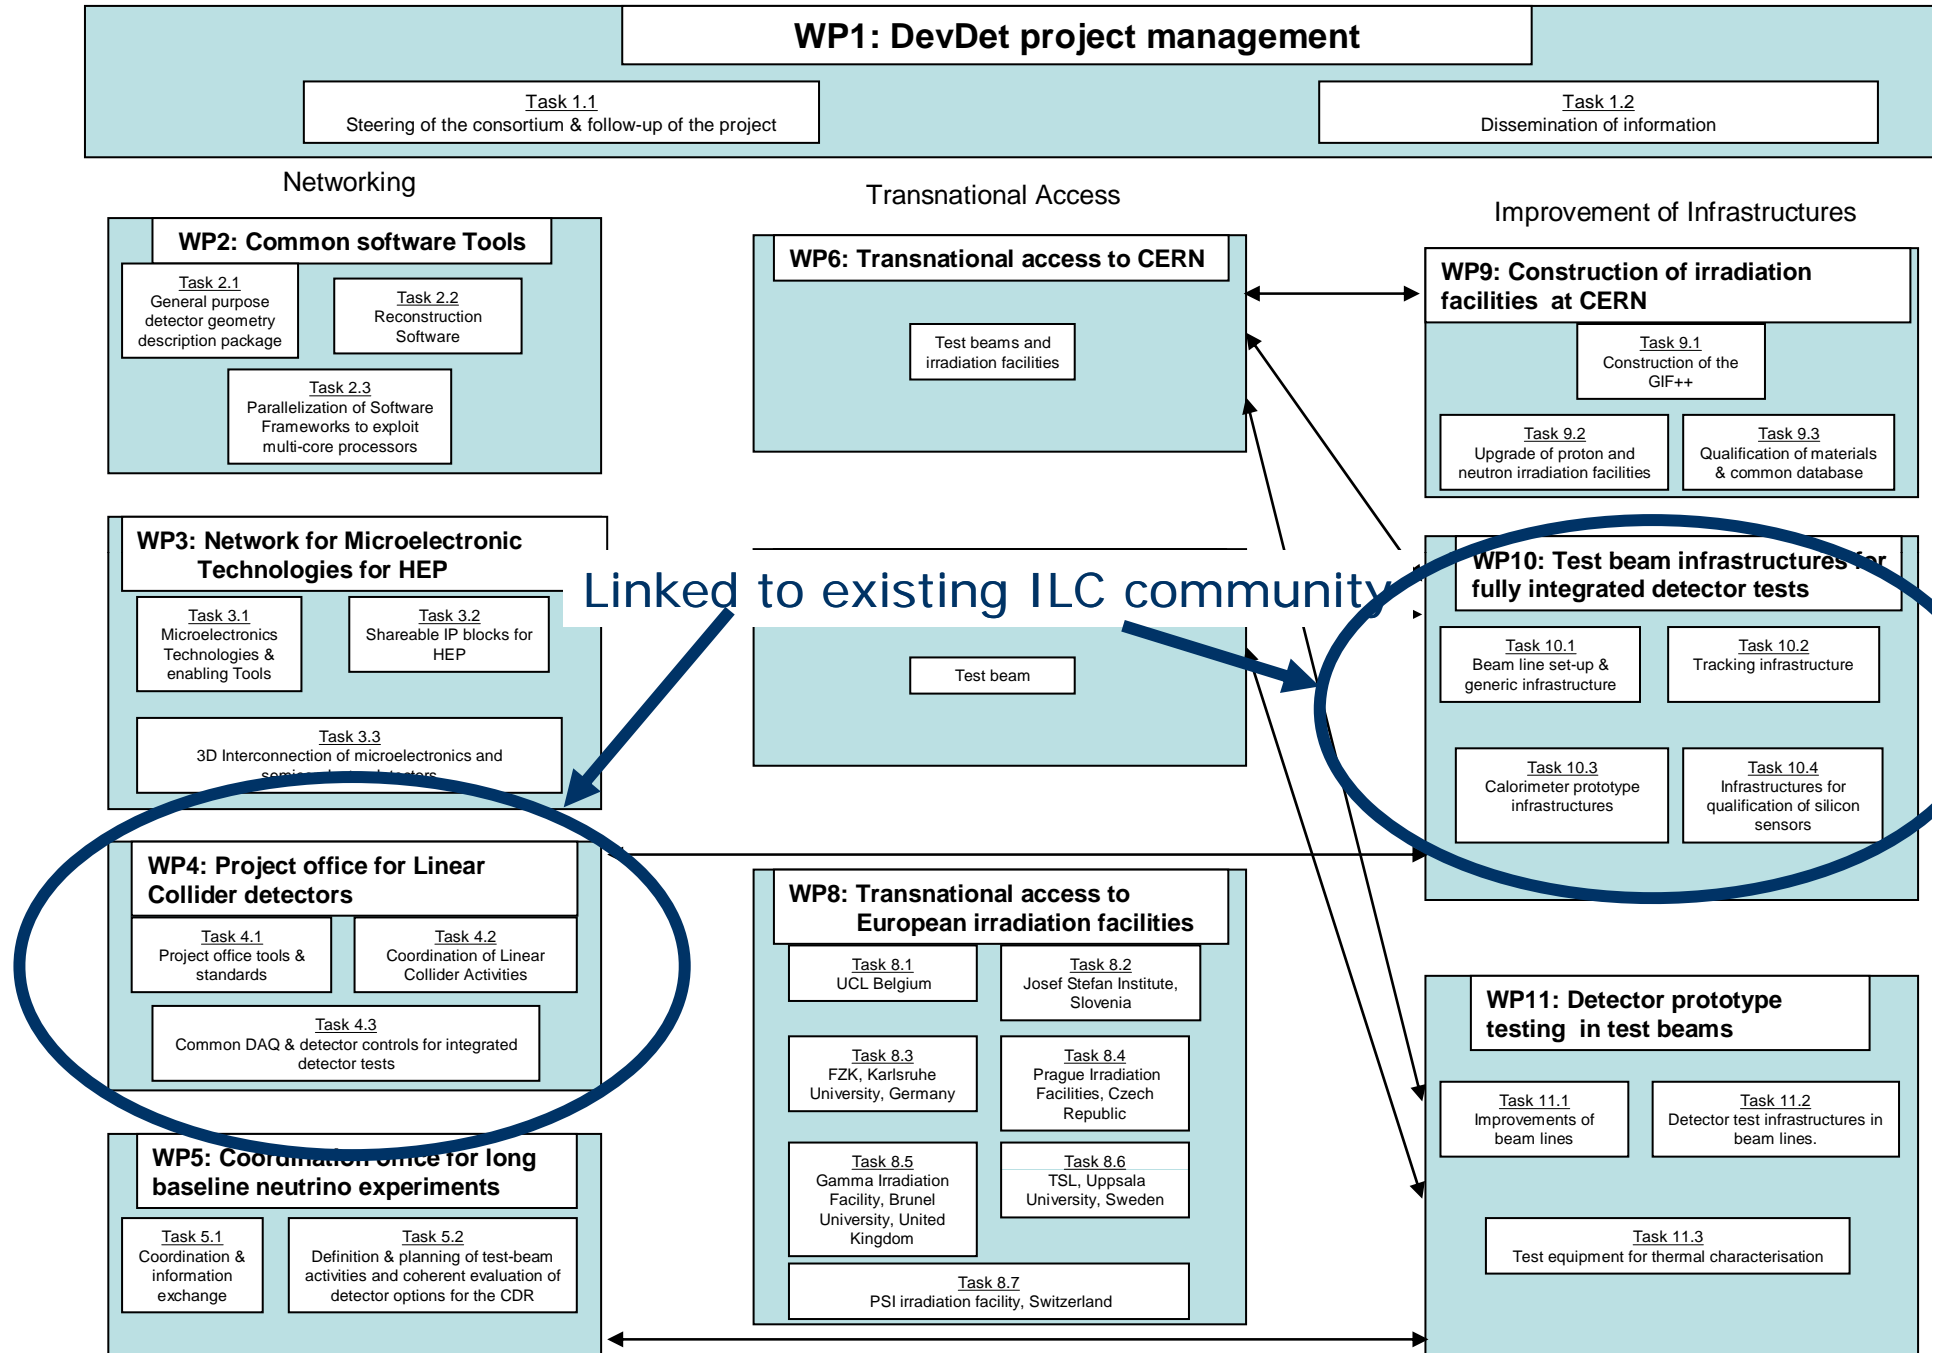 WP1: DevDet project management
Task 1.1
Steering of the consortium & follow-up of the project
Task 1.2
Dissemination of information
Networking
Transnational Access
Improvement of Infrastructures
WP2: Common software Tools
Task 2.1
General purpose
detector geometry
description package
Task 2.2
Reconstruction
Software
Task 2.3
Parallelization of Software
Frameworks to exploit
multi-core processors
WP6: Transnational access to CERN
Test beams and
irradiation facilities
WP9: Construction of irradiation
facilities at CERN
Task 9.1
Construction of the
GIF++
Task 9.2
Upgrade of proton and
neutron irradiation facilities
Task 9.3
Qualification of materials
& common database
WP3: Network for Microelectronic
Technologies for HEP
Task 3.1
Microelectronics
Technologies &
enabling Tools
Task 3.2
Shareable IP blocks for
HEP
Task 3.3
3D Interconnection of microelectronics and
Linked to existing ILC community
Test beam
WP10: Test beam infrastructures for
fully integrated detector tests
Task 10.1
Beam line set-up &
generic infrastructure
Task 10.2
Tracking infrastructure
Task 10.3
Calorimeter prototype
infrastructures
Task 10.4
Infrastructures for
qualification of silicon
sensors
WP4: Project office for Linear
Collider detectors
Task 4.1
Project office tools &
standards
Task 4.2
Coordination of Linear
Collider Activities
Task 4.3
Common DAQ & detector controls for integrated
detector tests
WP8: Transnational access to
European irradiation facilities
Task 8.1
UCL Belgium
Task 8.2
Josef Stefan Institute,
Slovenia
Task 8.3
FZK, Karlsruhe
University, Germany
Task 8.4
Prague Irradiation
Facilities, Czech
Republic
Task 8.5
Gamma Irradiation
Facility, Brunel
University, United
Kingdom
Task 8.6
TSL, Uppsala
University, Sweden
Task 8.7
PSI irradiation facility, Switzerland
WP11: Detector prototype
testing in test beams
Task 11.1
Improvements of
beam lines
Task 11.2
Detector test infrastructures in
beam lines.
Task 11.3
Test equipment for thermal characterisation
WP5: Coordination office for long
baseline neutrino experiments
Task 5.1
Coordination &
information
exchange
Task 5.2
Definition & planning of test-beam
activities and coherent evaluation of
detector options for the CDR